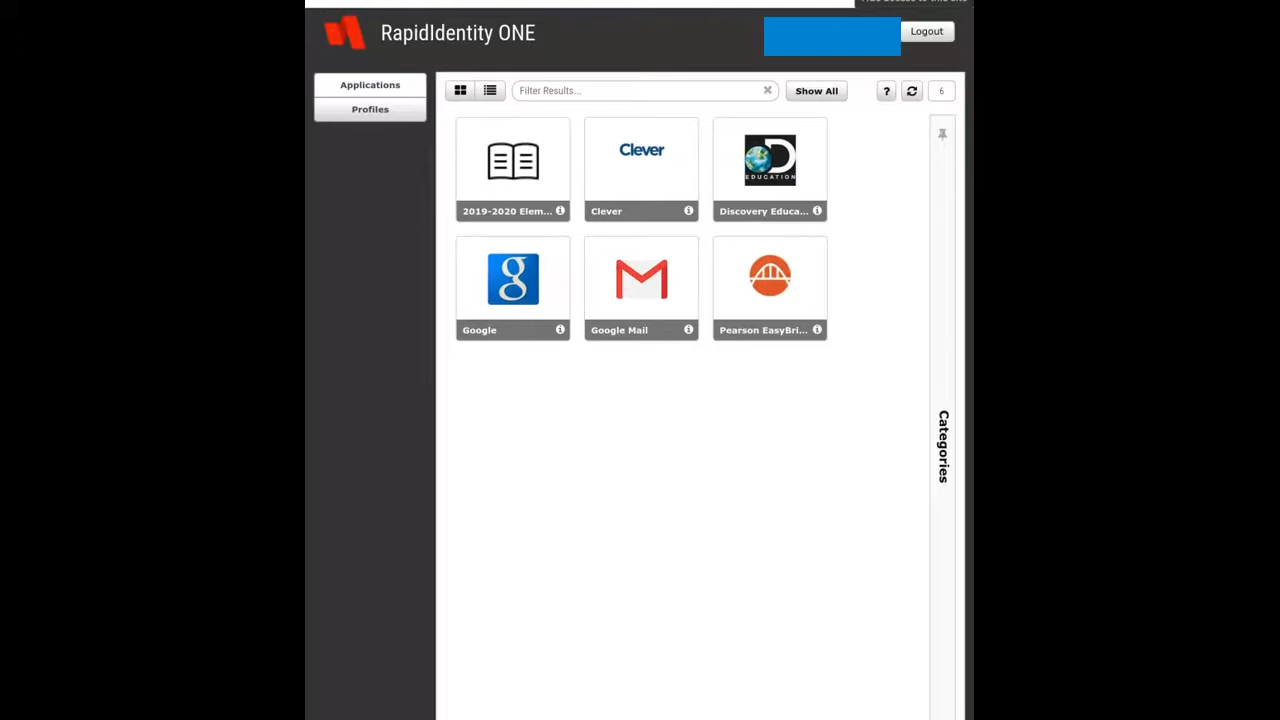 RapidIdentity ONE
Logout
Applications
Profiles
Filter Results...
Show All
?
6
Clever
D
EDUCATION
2019-2020 Elem...
Clever
Discovery Educa...
g
M
Google
Google Mail
Pearson EasyBri...
Categories